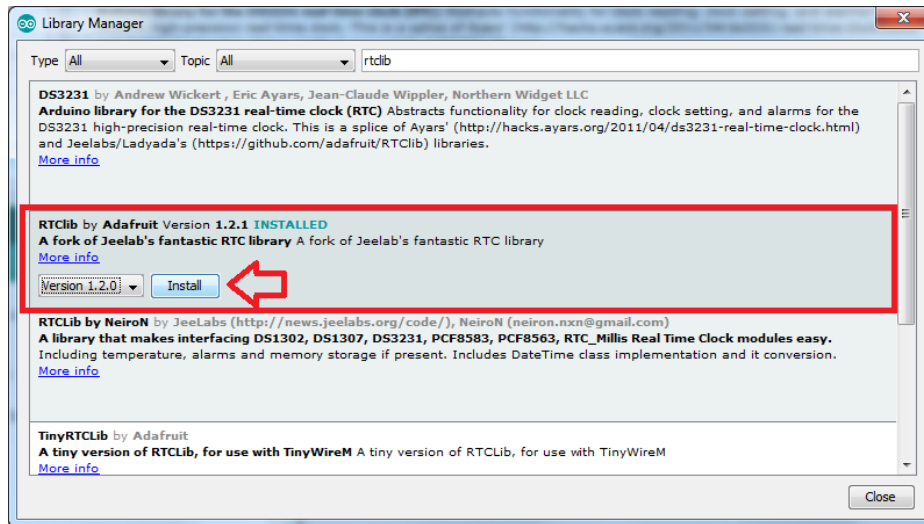 Library Manager
Type All Topic All rtclib
DS3231 by Andrew Wickert , Eric Ayars, Jean-Claude Wippler, Northern Widget LLC
Arduino library for the DS3231 real-time clock (RTC) Abstracts functionality for clock reading, clock setting, and alarms for the
DS3231 high-precision real-time clock. This is a splice of Ayars' (http://hacks.ayars.org/2011/04/ds3231-real-time-clock.html)
and Jeelabs/Ladyada's (https://github.com/adafruit/RTClib) libraries.
More info
RTClib by Adafruit Version 1.2.1 INSTALLED
A fork of Jeelab's fantastic RTC library A fork of Jeelab's fantastic RTC library
More info
Version 1.2.0 Install
RTCLib by NeiroN by JeeLabs (http://news.jeelabs.org/code/), NeiroN (neiron.nxn@gmail.com)
A library that makes interfacing DS1302, DS1307, DS3231, PCF8583, PCF8563, RTC_Millis Real Time Clock modules easy.
Including temperature, alarms and memory storage if present. Includes DateTime class implementation and it conversion.
More info
TinyRTCLib by Adafruit
A tiny version of RTCLib, for use with TinyWireM A tiny version of RTCLib, for use with TinyWireM
More info
Close